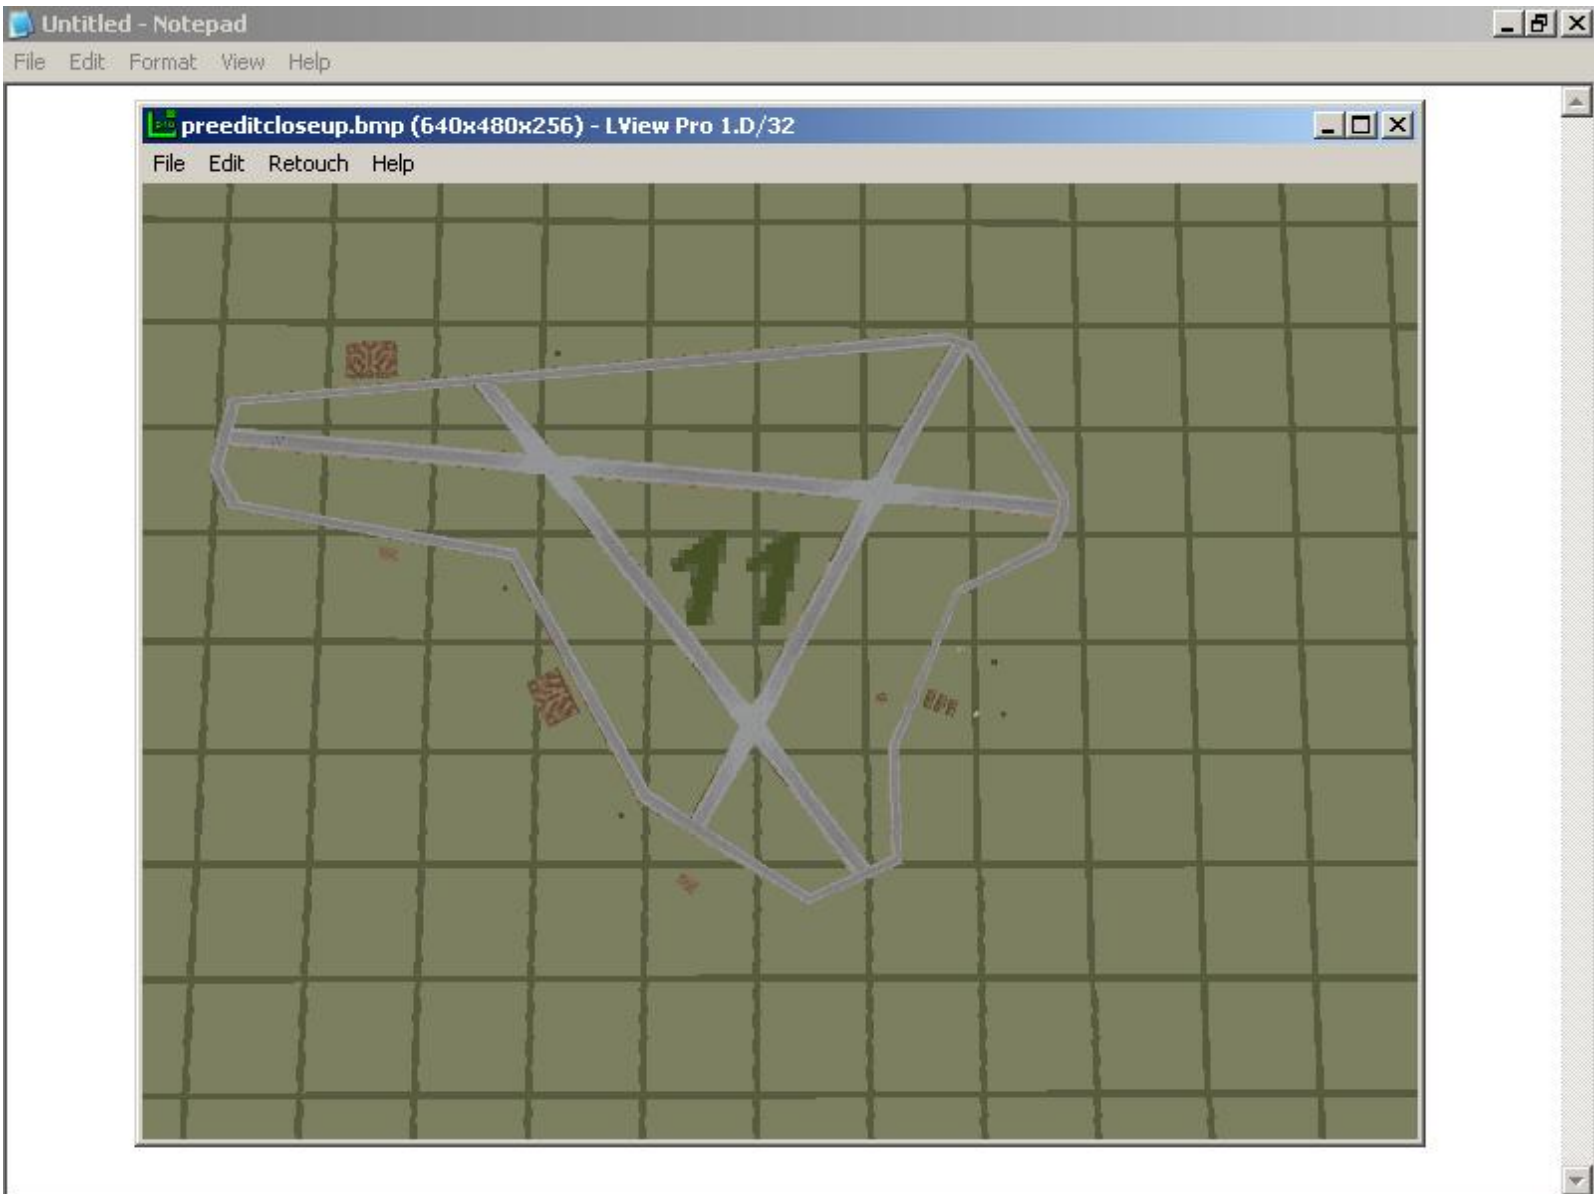 Untitled - Notepad
File Edit Format View Help
preeditcloseup.bmp (640x480x256) - LView Pro 1.D/32
File Edit Retouch Help
11